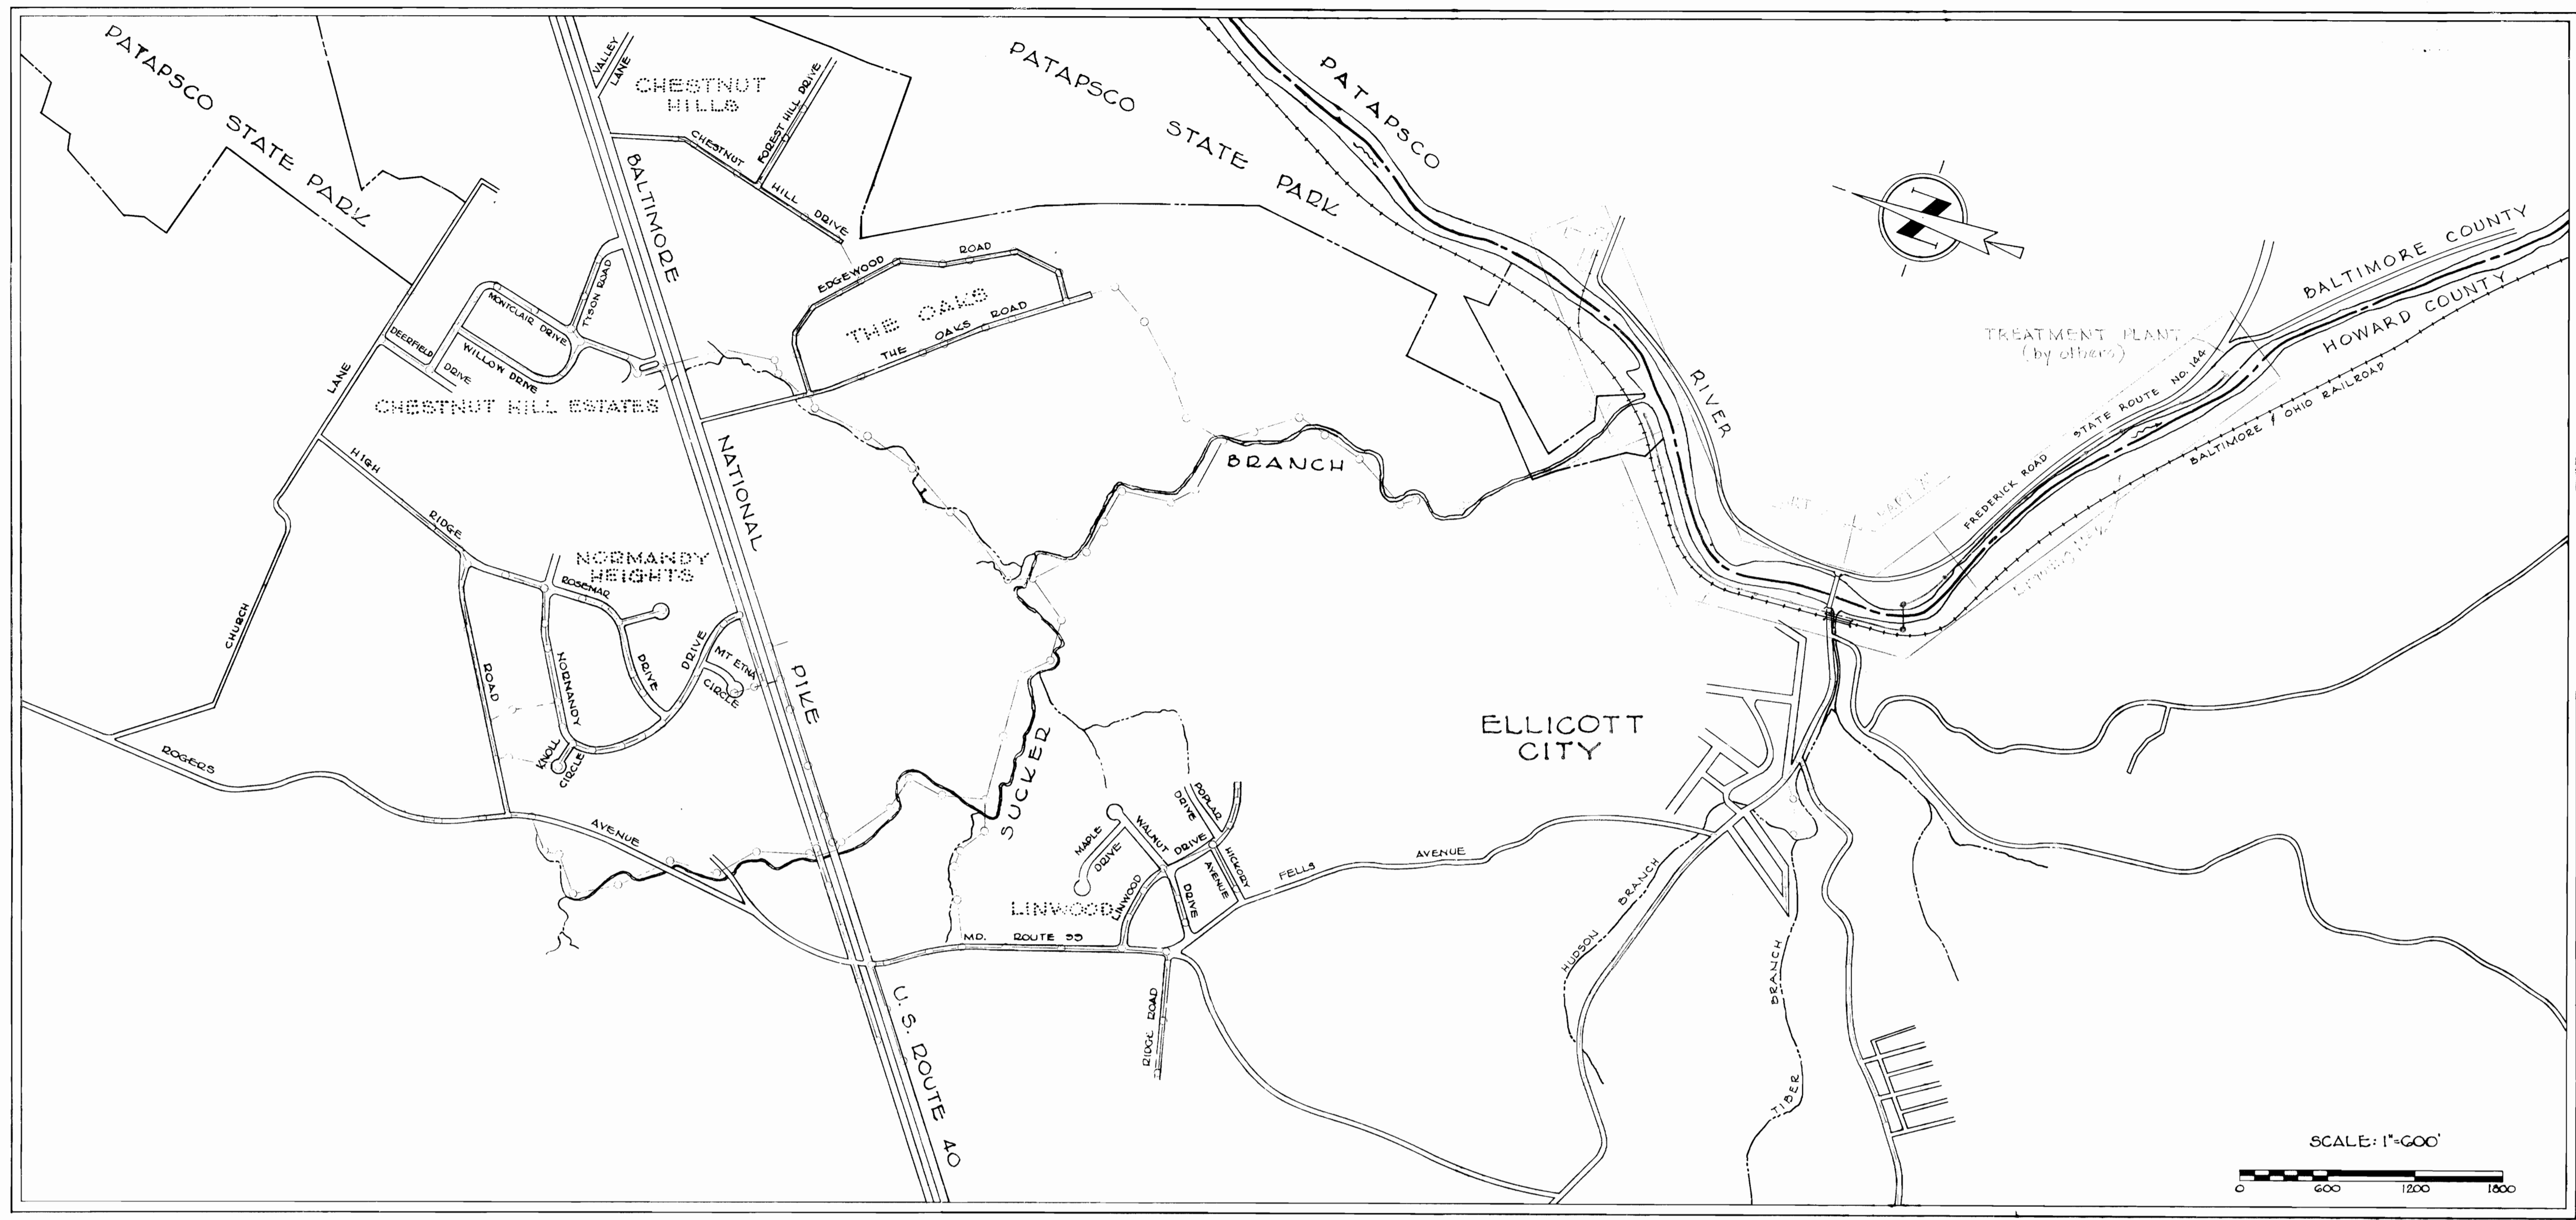 PATAPSCO STATE PARK
VALLEY
LANE
CHESTNUT
HILLS
FOREST HILL DRIVE
CHESTNUT HILL DRIVE
PATAPSCO STATE PARK
PATAPSCO
RIVER
BALTIMORE
NATIONAL
PIKE
U. S. ROUTE 40
EDGEWOOD ROAD
THE OAKS
THE OAKS ROAD
TYSON ROAD
MONTCLAIR DRIVE
WILLOW DRIVE
DEERFIELD
DRIVE
CHESTNUT HILL ESTATES
CHURCH LANE
HIGH
RIDGE
ROAD
NORMANDY
HEIGHTS
ROSEMAR
DRIVE
NORMANDY
DRIVE
MT ETNA
CIRCLE
KNOLL
CIRCLE
ROGERS
AVENUE
SUCKER
BRANCH
BALTIMORE COUNTY
HOWARD COUNTY
TREATMENT PLANT
(by others)
FREDERICK ROAD STATE ROUTE NO. 144
BALTIMORE & OHIO RAILROAD
ELLICOTT
CITY
POPLAR
DRIVE
MAPLE
DRIVE
WALNUT
DRIVE
HICKORY
AVENUE
LINWOOD
LINWOOD
DRIVE
FELLS AVENUE
MD. ROUTE 99
RIDGE ROAD
HUDSON BRANCH
TIBER BRANCH
SCALE: 1"=600'
0 600 1200 1800